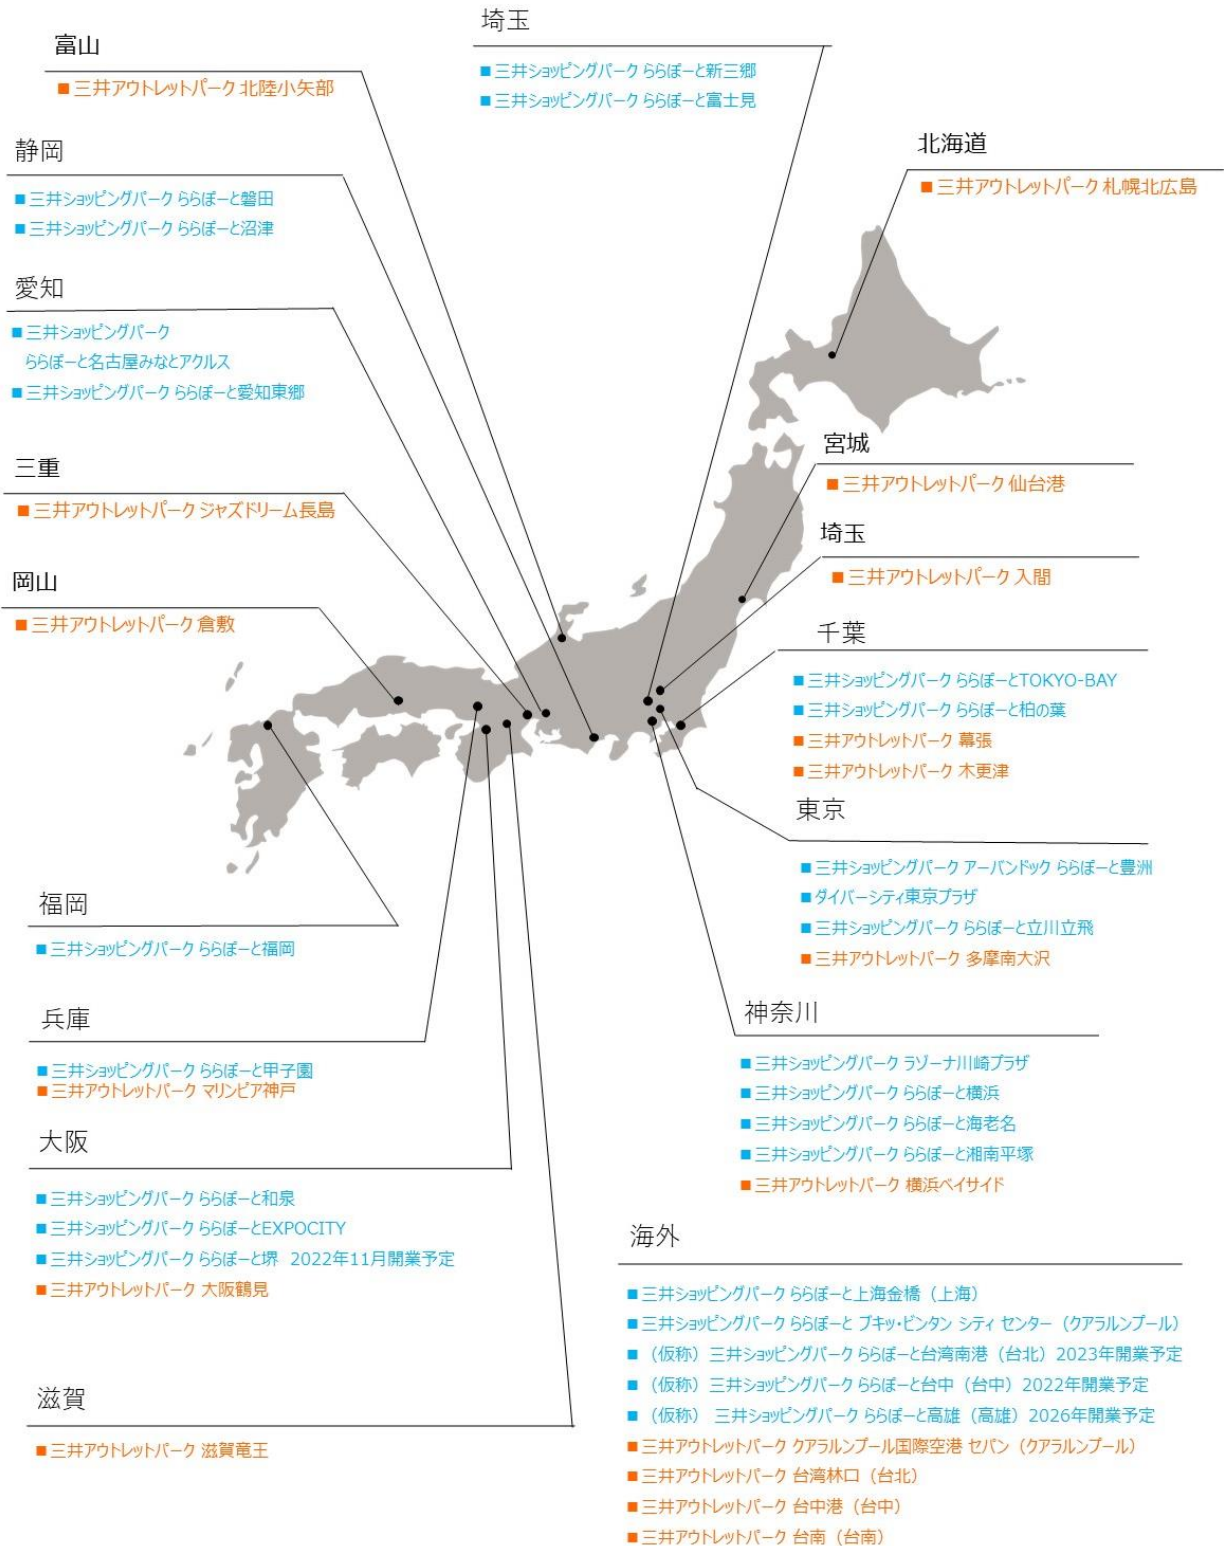 富山
■ 三井アウトレットパーク 北陸小矢部
静岡
■ 三井ショッピングパーク ららぽーと磐田
■ 三井ショッピングパーク ららぽーと沼津
愛知
■ 三井ショッピングパーク
ららぽーと名古屋みなとアクルス
■ 三井ショッピングパーク ららぽーと愛知東郷
三重
■ 三井アウトレットパーク ジャズドリーム長島
岡山
■ 三井アウトレットパーク 倉敷
埼玉
■ 三井ショッピングパーク ららぽーと新三郷
■ 三井ショッピングパーク ららぽーと富士見
北海道
■ 三井アウトレットパーク 札幌北広島
宮城
■ 三井アウトレットパーク 仙台港
埼玉
■ 三井アウトレットパーク 入間
千葉
■ 三井ショッピングパーク ららぽーとTOKYO-BAY
■ 三井ショッピングパーク ららぽーと柏の葉
■ 三井アウトレットパーク 幕張
■ 三井アウトレットパーク 木更津
東京
■ 三井ショッピングパーク アーバンドック ららぽーと豊洲
■ ダイバーシティ東京プラザ
■ 三井ショッピングパーク ららぽーと立川立飛
■ 三井アウトレットパーク 多摩南大沢
福岡
■ 三井ショッピングパーク ららぽーと福岡
兵庫
■ 三井ショッピングパーク ららぽーと甲子園
■ 三井アウトレットパーク マリンピア神戸
大阪
■ 三井ショッピングパーク ららぽーと和泉
■ 三井ショッピングパーク ららぽーとEXPOCITY
■ 三井ショッピングパーク ららぽーと堺 2022年11月開業予定
■ 三井アウトレットパーク 大阪鶴見
滋賀
■ 三井アウトレットパーク 滋賀竜王
神奈川
■ 三井ショッピングパーク ラゾーナ川崎プラザ
■ 三井ショッピングパーク ららぽーと横浜
■ 三井ショッピングパーク ららぽーと海老名
■ 三井ショッピングパーク ららぽーと湘南平塚
■ 三井アウトレットパーク 横浜ベイサイド
海外
■ 三井ショッピングパーク ららぽーと上海金橋（上海）
■ 三井ショッピングパーク ららぽーと ブキッ・ビンタン シティ センター（クアラルンプール）
■ （仮称）三井ショッピングパーク ららぽーと台湾南港（台北）2023年開業予定
■ （仮称）三井ショッピングパーク ららぽーと台中（台中）2022年開業予定
■ （仮称） 三井ショッピングパーク ららぽーと高雄（高雄）2026年開業予定
■ 三井アウトレットパーク クアラルンプール国際空港 セパン（クアラルンプール）
■ 三井アウトレットパーク 台湾林口（台北）
■ 三井アウトレットパーク 台中港（台中）
■ 三井アウトレットパーク 台南（台南）